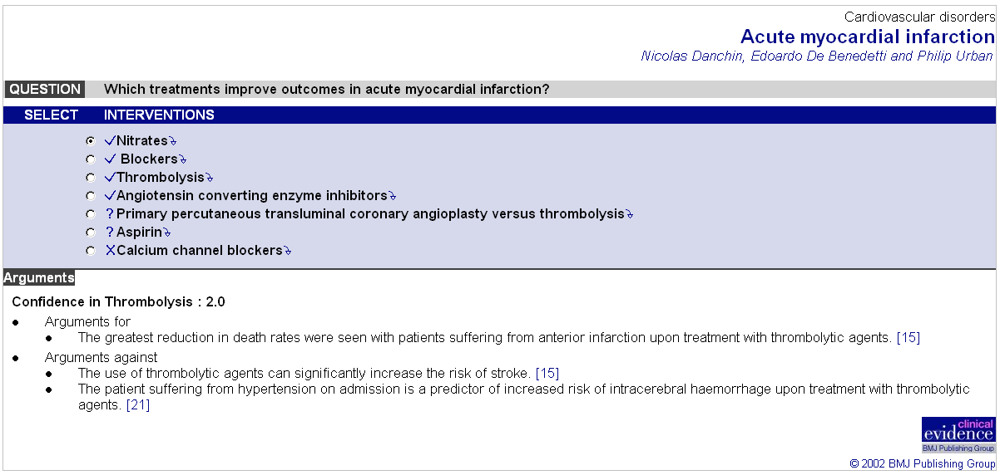 Cardiovascular disorders
Acute myocardial infarction
Nicolas Danchin, Edoardo De Benedetti and Philip Urban
QUESTION Which treatments improve outcomes in acute myocardial infarction?
SELECT INTERVENTIONS
✓Nitrates
✓ Blockers
✓Thrombolysis
✓Angiotensin converting enzyme inhibitors
? Primary percutaneous transluminal coronary angioplasty versus thrombolysis
? Aspirin
X Calcium channel blockers
Arguments
Confidence in Thrombolysis : 2.0
● Arguments for
● The greatest reduction in death rates were seen with patients suffering from anterior infarction upon treatment with thrombolytic agents. [15]
● Arguments against
● The use of thrombolytic agents can significantly increase the risk of stroke. [15]
● The patient suffering from hypertension on admission is a predictor of increased risk of intracerebral haemorrhage upon treatment with thrombolytic
agents. [21]
clinical
evidence
BMJ Publishing Group
© 2002 BMJ Publishing Group